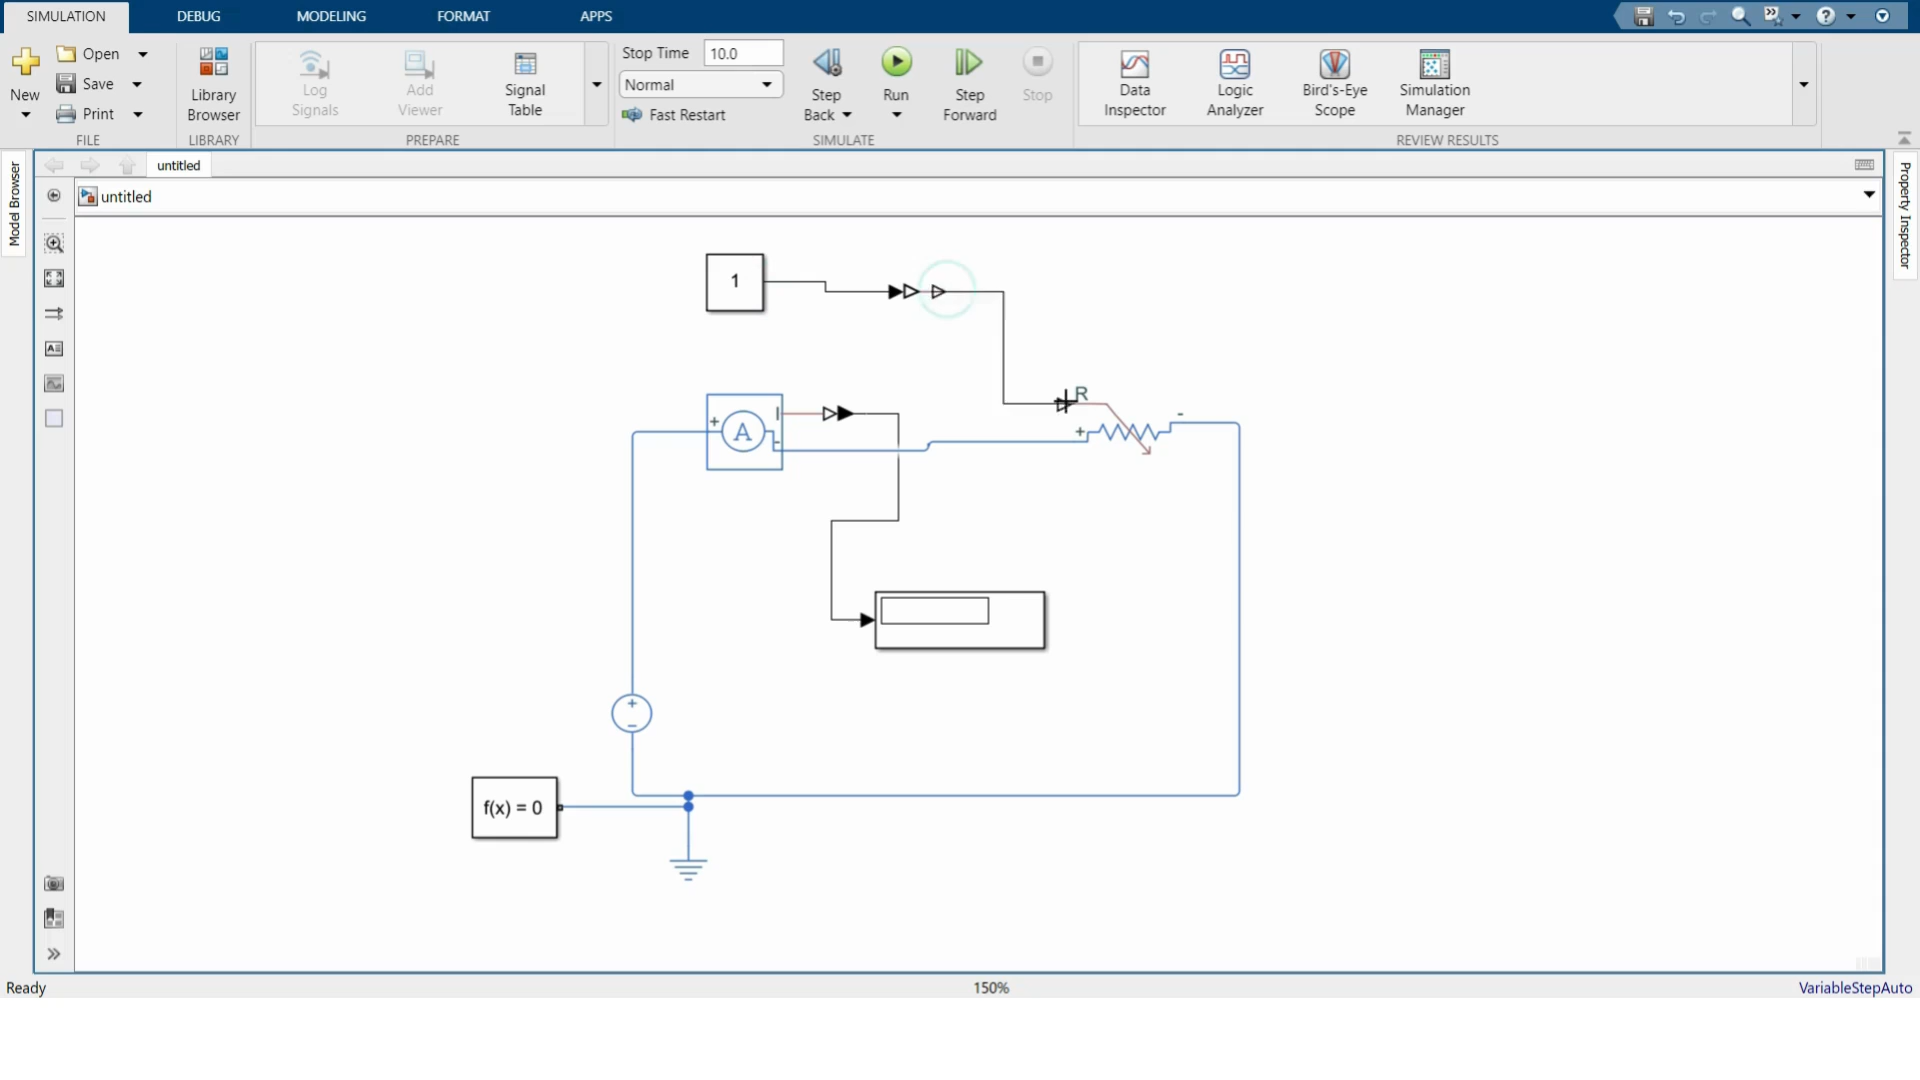 SIMULATION DEBUG MODELING FORMAT APPS
New
Open
Save
Print
FILE
Library Browser
LIBRARY
Log Signals
Add Viewer
Signal Table
PREPARE
Stop Time 10.0
Normal
Fast Restart
Step Back
Run
Step Forward
Stop
SIMULATE
Data Inspector
Logic Analyzer
Bird's-Eye Scope
Simulation Manager
REVIEW RESULTS
Model Browser
untitled
untitled
Property Inspector
1
R
+ A I -
+ -
+
−
f(x) = 0
Ready 150% VariableStepAuto